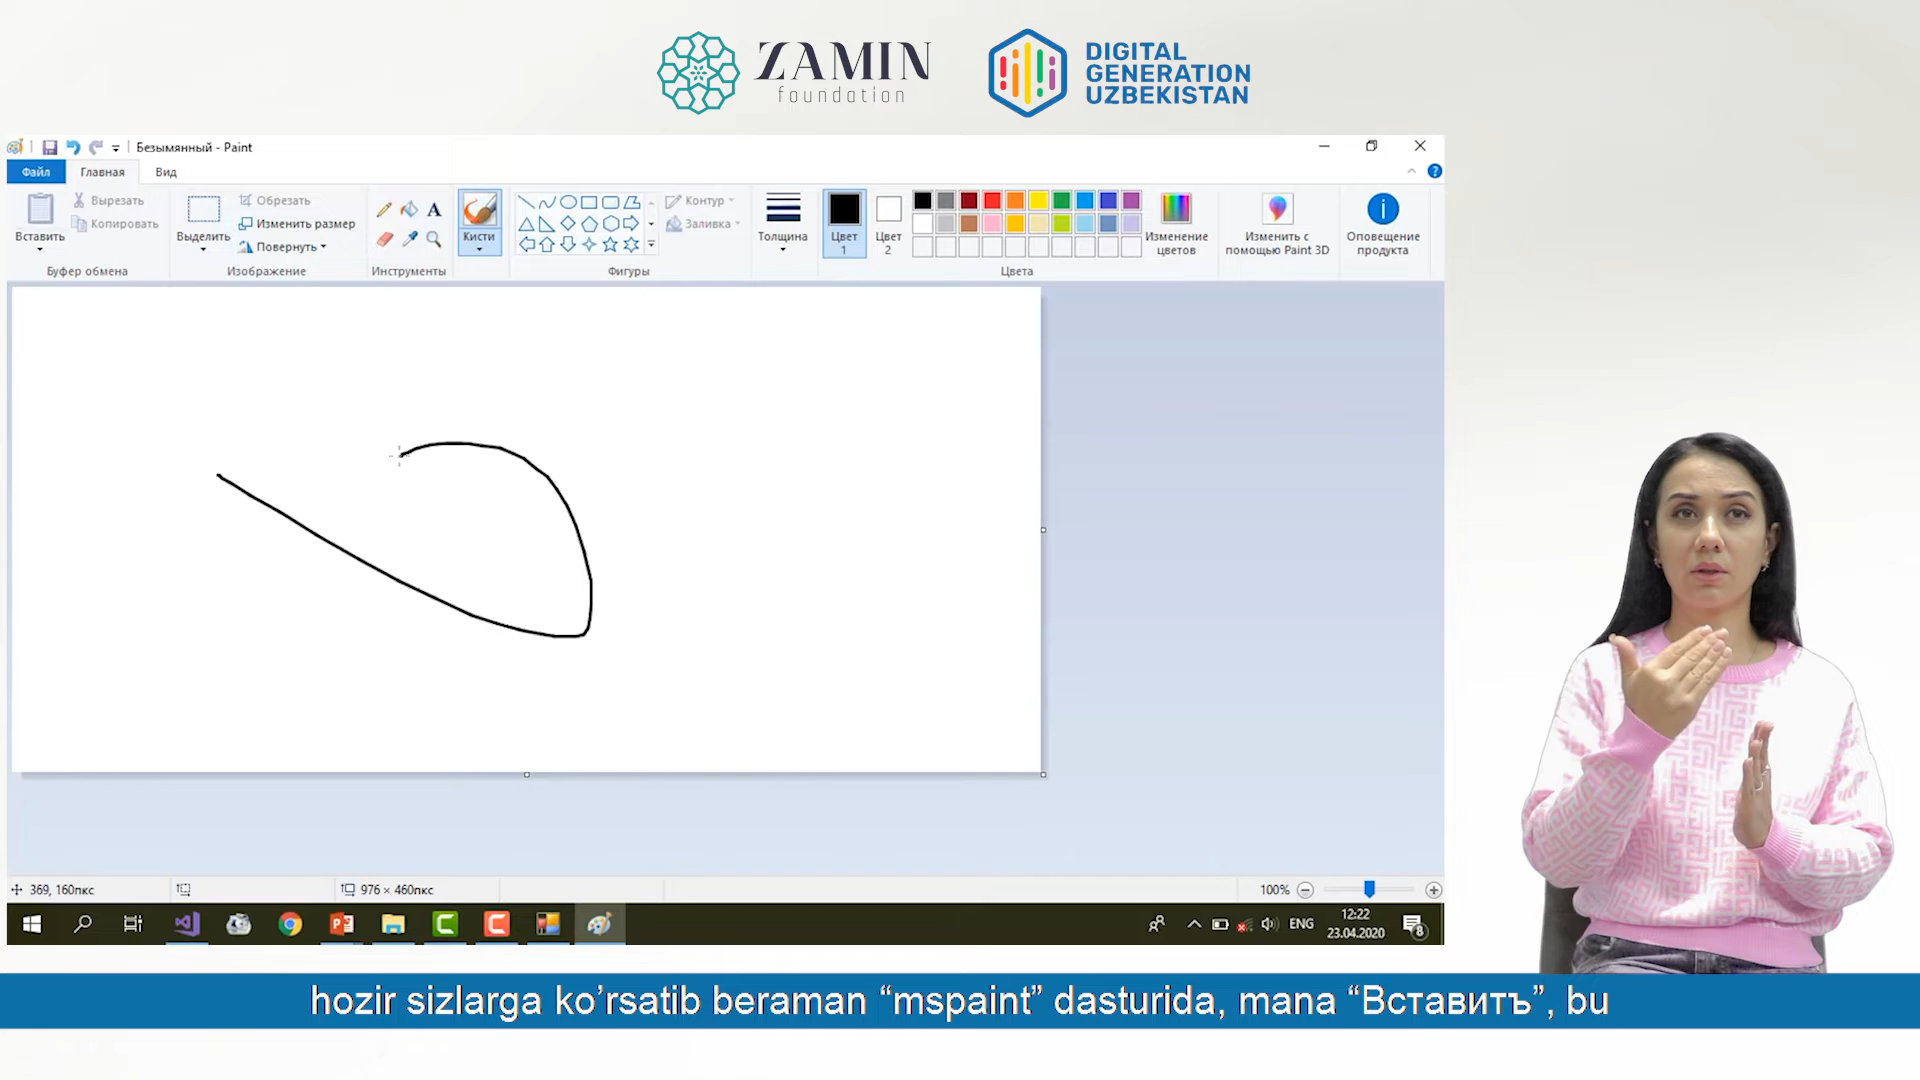 ZAMIN
foundation
DIGITAL
GENERATION
UZBEKISTAN
Безымянный - Paint
Файл
Главная
Вид
Вставить
Вырезать
Копировать
Буфер обмена
Выделить
Обрезать
Изменить размер
Повернуть
Изображение
A
Инструменты
Кисти
Фигуры
Контур
Заливка
Толщина
Цвет
1
Цвет
2
Цвета
Изменение
цветов
Изменить с
помощью Paint 3D
Оповещение
продукта
369, 160пкс
976 × 460пкс
100%
ENG
12:22
23.04.2020
8
hozir sizlarga ko’rsatib beraman “mspaint” dasturida, mana “Вставитъ”, bu